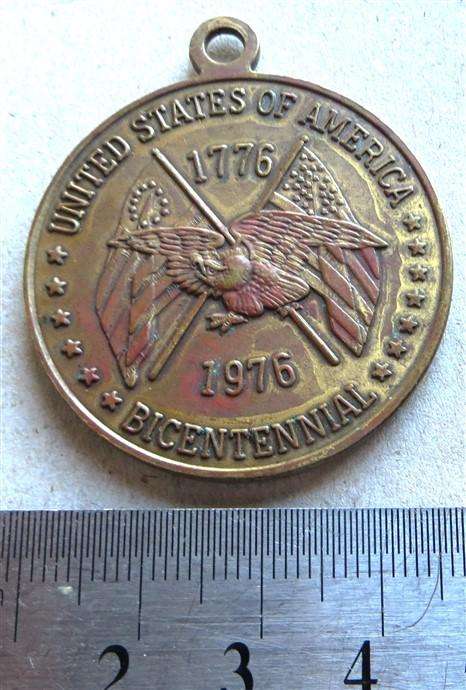 UNITED STATES OF AMERICA
1776
1976
BICENTENNIAL
2 3 4